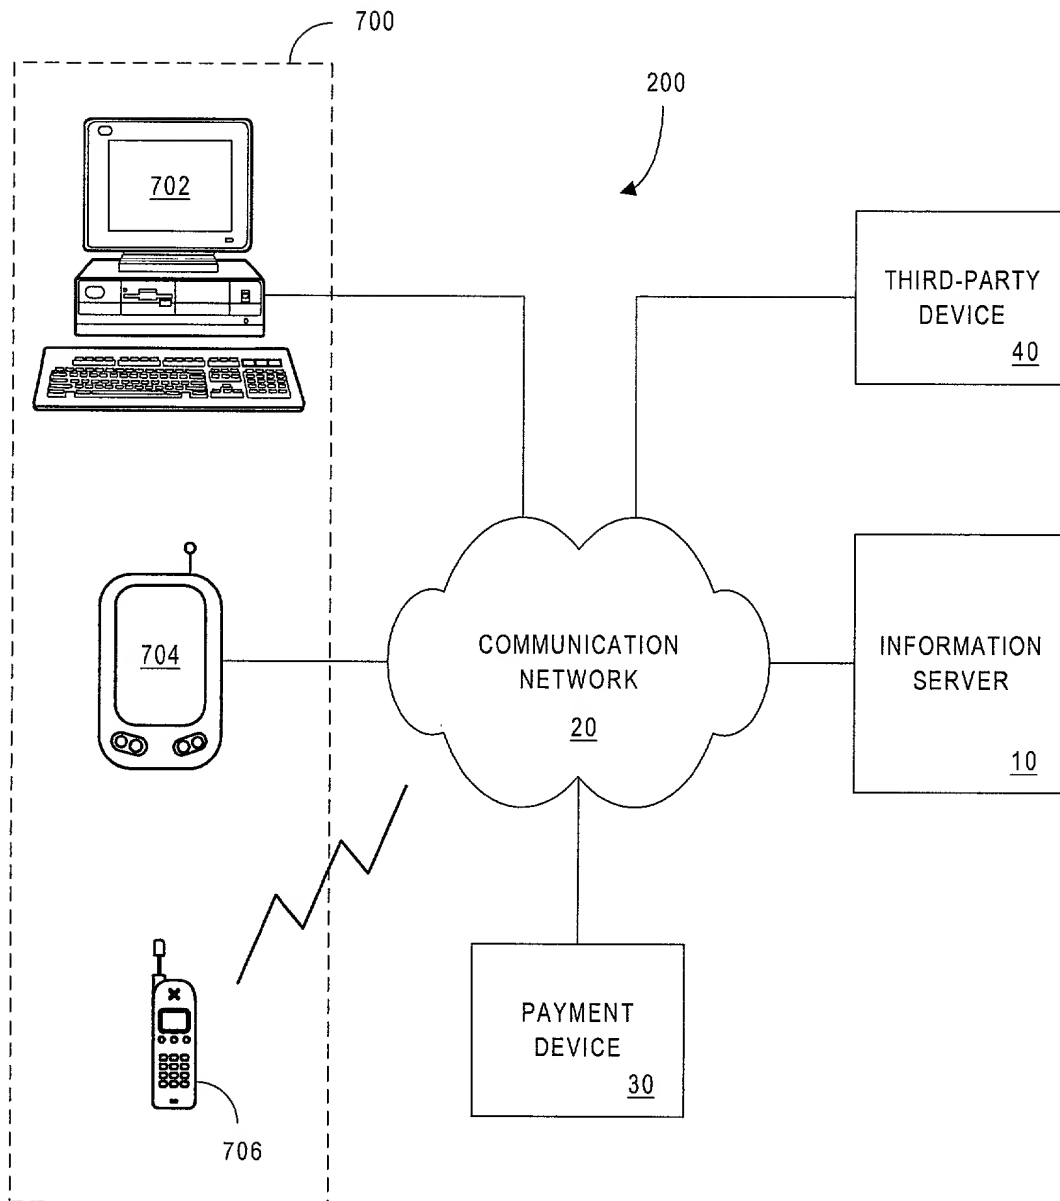 700
200
702
THIRD-PARTY
DEVICE
40
704
COMMUNICATION
NETWORK
20
INFORMATION
SERVER
10
PAYMENT
DEVICE
30
706